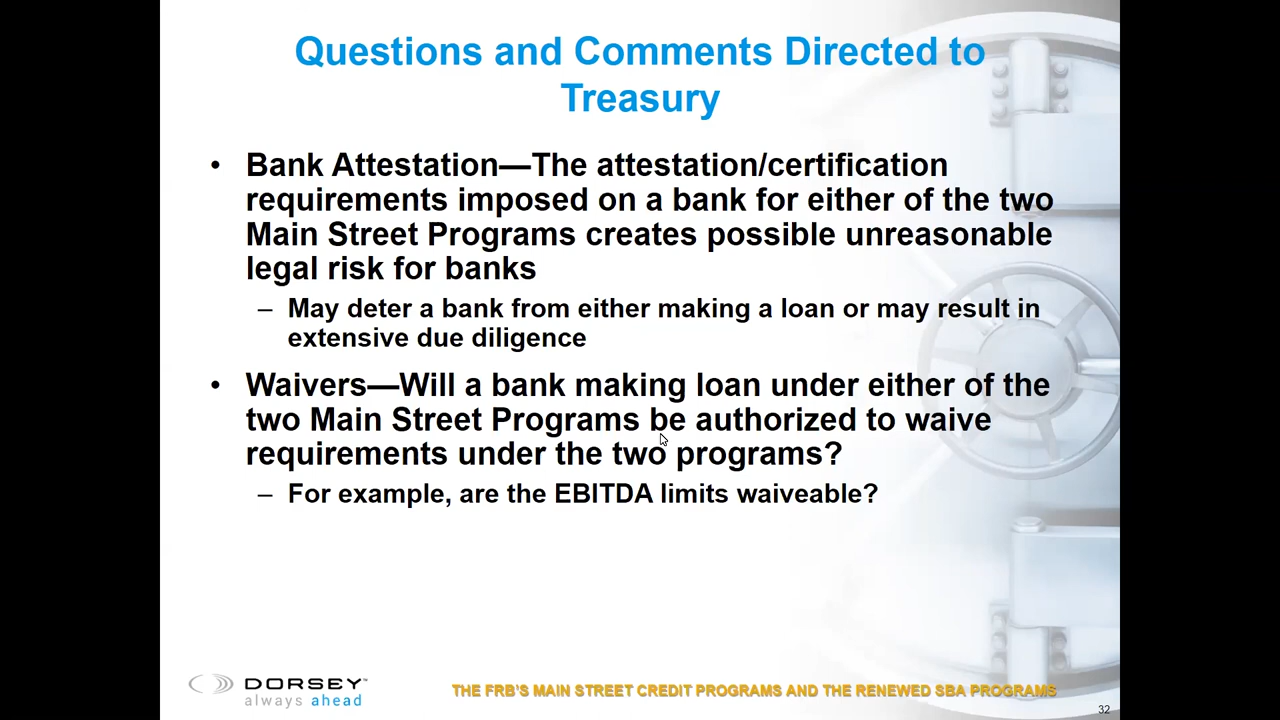 Questions and Comments Directed to
Treasury
• Bank Attestation—The attestation/certification
requirements imposed on a bank for either of the two
Main Street Programs creates possible unreasonable
legal risk for banks
– May deter a bank from either making a loan or may result in
extensive due diligence
• Waivers—Will a bank making loan under either of the
two Main Street Programs be authorized to waive
requirements under the two programs?
– For example, are the EBITDA limits waiveable?
DORSEY™
always ahead
THE FRB'S MAIN STREET CREDIT PROGRAMS AND THE RENEWED SBA PROGRAMS
32